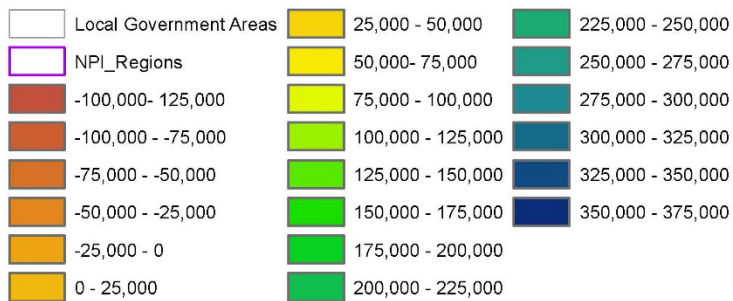 Local Government Areas
NPI_Regions
-100,000- 125,000
-100,000 - -75,000
-75,000 - -50,000
-50,000 - -25,000
-25,000 - 0
0 - 25,000
25,000 - 50,000
50,000- 75,000
75,000 - 100,000
100,000 - 125,000
125,000 - 150,000
150,000 - 175,000
175,000 - 200,000
200,000 - 225,000
225,000 - 250,000
250,000 - 275,000
275,000 - 300,000
300,000 - 325,000
325,000 - 350,000
350,000 - 375,000